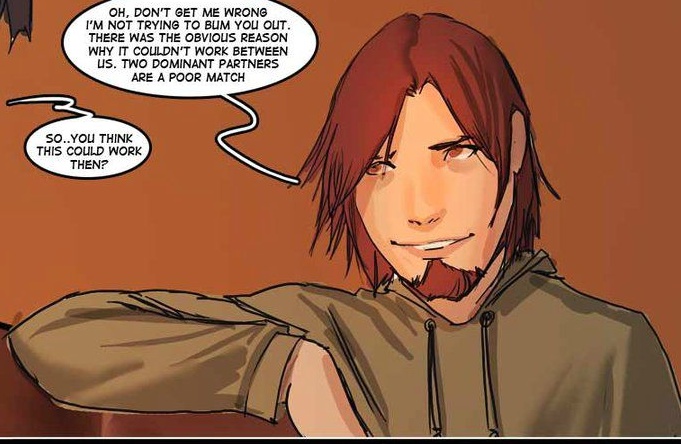 OH, DON'T GET ME WRONG
I'M NOT TRYING TO BUM YOU OUT.
THERE WAS THE OBVIOUS REASON
WHY IT COULDN'T WORK BETWEEN
US. TWO DOMINANT PARTNERS
ARE A POOR MATCH
SO..YOU THINK
THIS COULD WORK
THEN?